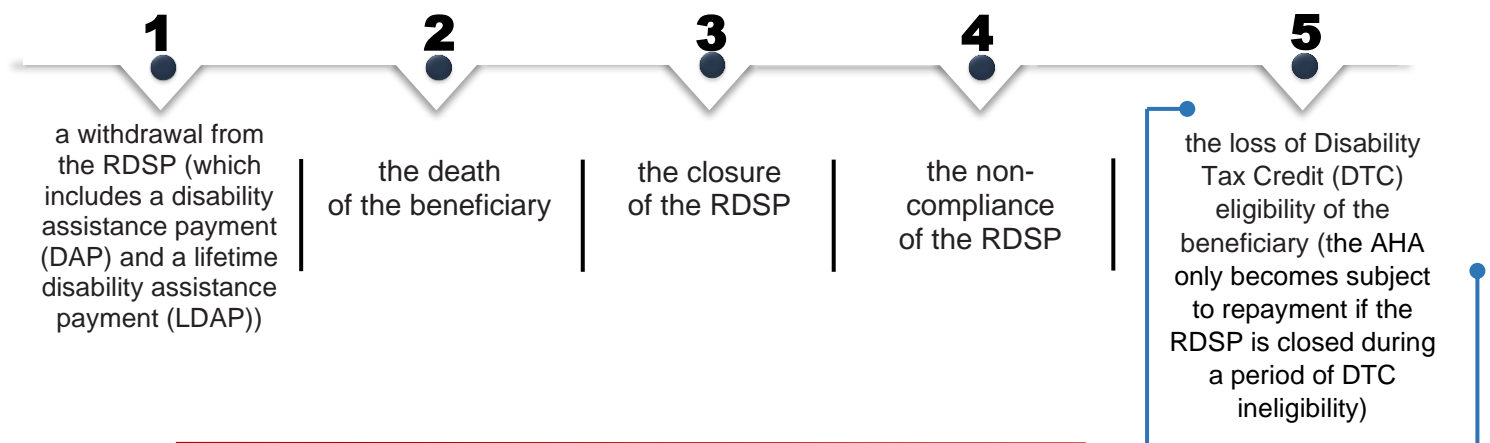 1
a withdrawal from
the RDSP (which
includes a disability
assistance payment
(DAP) and a lifetime
disability assistance
payment (LDAP))
2
the death
of the beneficiary
3
the closure
of the RDSP
4
the non-
compliance
of the RDSP
5
the loss of Disability
Tax Credit (DTC)
eligibility of the
beneficiary (the AHA
only becomes subject
to repayment if the
RDSP is closed during
a period of DTC
ineligibility)